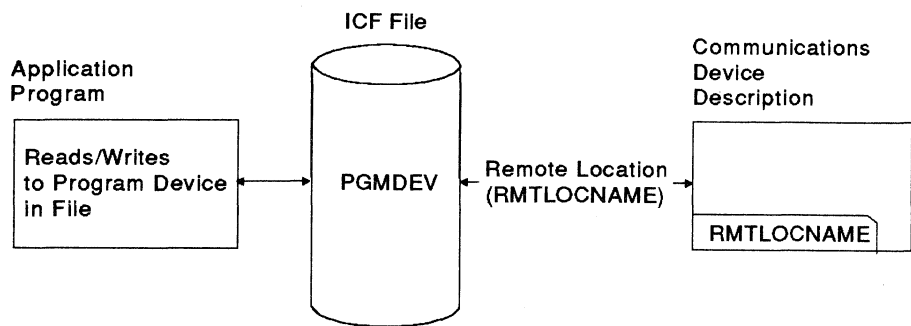 ICF File
Application
Program
Communications
Device
Description
Reads/Writes
to Program Device
in File
PGMDEV
Remote Location
(RMTLOCNAME)
RMTLOCNAME